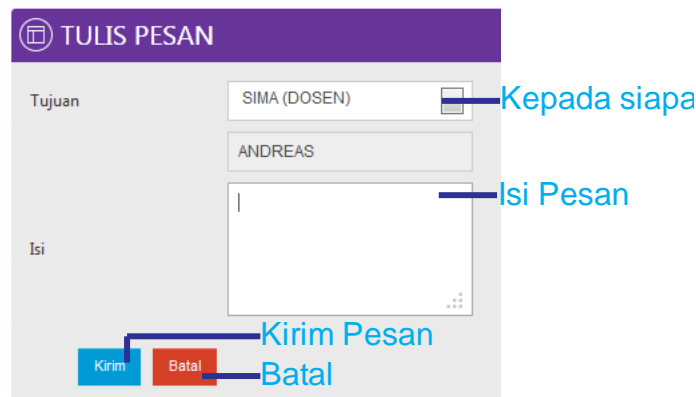 TULIS PESAN
Tujuan
SIMA (DOSEN)
Kepada siapa
ANDREAS
Isi Pesan
Isi
Kirim Pesan
Kirim
Batal
Batal